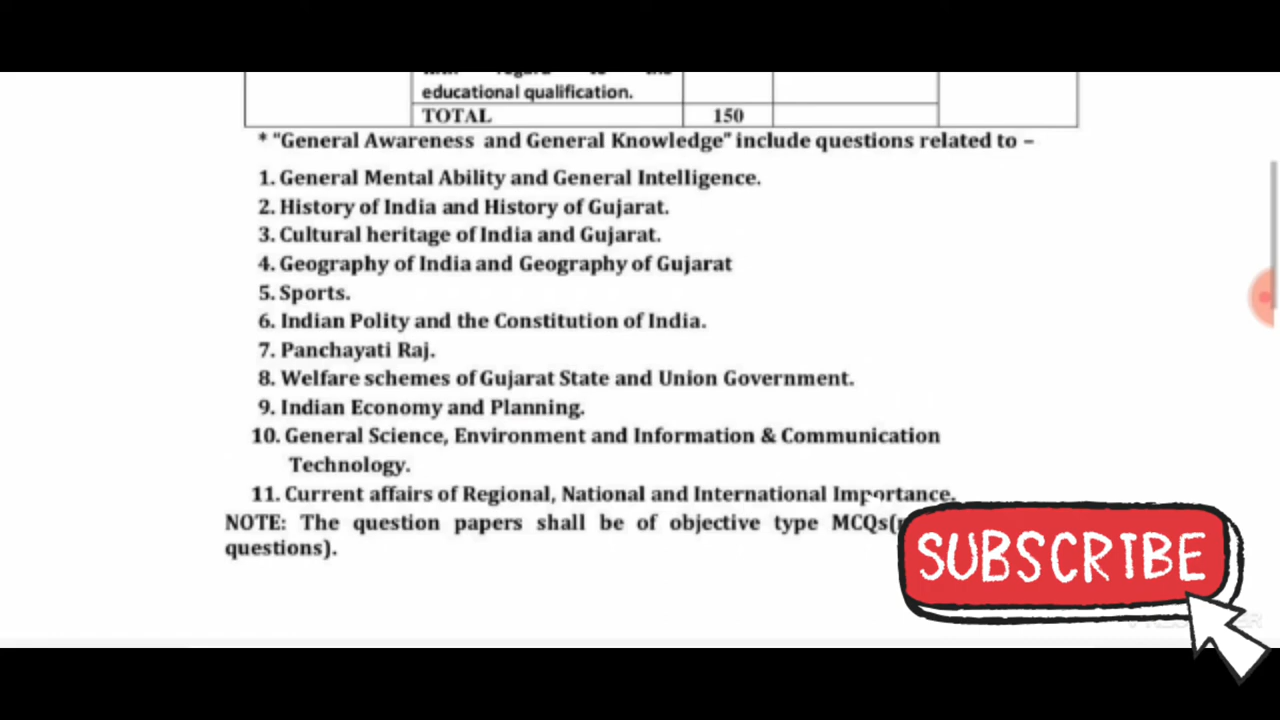 educational qualification.
TOTAL 150
* "General Awareness and General Knowledge" include questions related to –
1. General Mental Ability and General Intelligence.
2. History of India and History of Gujarat.
3. Cultural heritage of India and Gujarat.
4. Geography of India and Geography of Gujarat
5. Sports.
6. Indian Polity and the Constitution of India.
7. Panchayati Raj.
8. Welfare schemes of Gujarat State and Union Government.
9. Indian Economy and Planning.
10. General Science, Environment and Information & Communication
Technology.
11. Current affairs of Regional, National and International Importance.
NOTE: The question papers shall be of objective type MCQs(
questions).
SUBSCRIBE